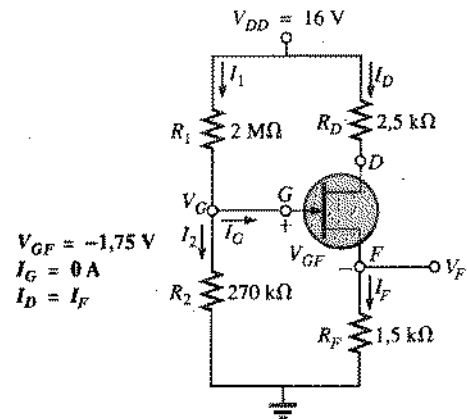 V_DD = 16 V
I_1
I_D
R_1 2 MΩ
R_D 2,5 kΩ
D
V_G
G
I_G
+
V_GF = −1,75 V
I_G = 0 A
I_D = I_F
I_2
V_GF
−
F
V_F
R_2 270 kΩ
I_F
R_F 1,5 kΩ